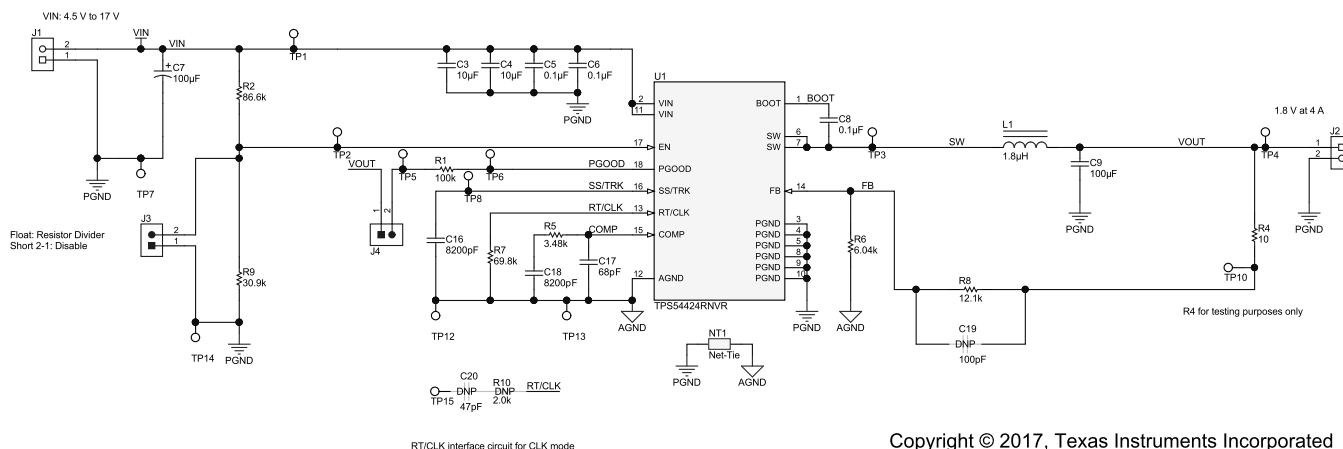 VIN: 4.5 V to 17 V
J1
2
1
VIN
VIN
C7
100µF
+
TP7
PGND
R2
86.6k
TP1
C3
10µF
C4
10µF
C5
0.1µF
C6
0.1µF
PGND
TP2
VOUT
J4
1
2
TP5
R1
100k
TP6
PGOOD
TP8
SS/TRK
RT/CLK
R5
3.48k
COMP
C16
8200pF
R7
69.8k
C18
8200pF
C17
68pF
TP12
TP13
AGND
J3
2
1
Float: Resistor Divider
Short 2-1: Disable
R9
30.9k
TP14
PGND
U1
2
VIN
11
VIN
17
EN
18
PGOOD
16
SS/TRK
13
RT/CLK
15
COMP
12
AGND
BOOT
1
SW
6
SW
7
FB
14
PGND
3
PGND
4
PGND
5
PGND
8
PGND
9
PGND
10
TPS54424RNVR
BOOT
C8
0.1µF
TP3
SW
L1
1.8µH
C9
100µF
PGND
VOUT
1.8 V at 4 A
TP4
J2
1
2
PGND
FB
R6
6.04k
PGND
AGND
R4
10
TP10
R8
12.1k
C19
DNP
100pF
R4 for testing purposes only
NT1
Net-Tie
PGND
AGND
TP15
C20
DNP
47pF
R10
DNP
2.0k
RT/CLK
RT/CLK interface circuit for CLK mode
Copyright © 2017, Texas Instruments Incorporated